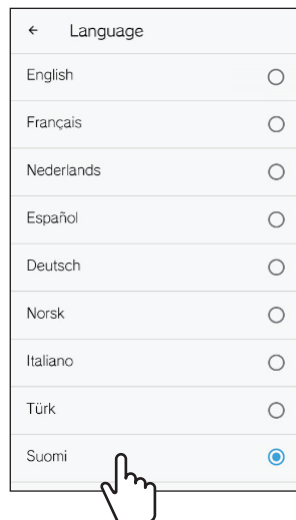 Language
English
Français
Nederlands
Español
Deutsch
Norsk
Italiano
Türk
Suomi